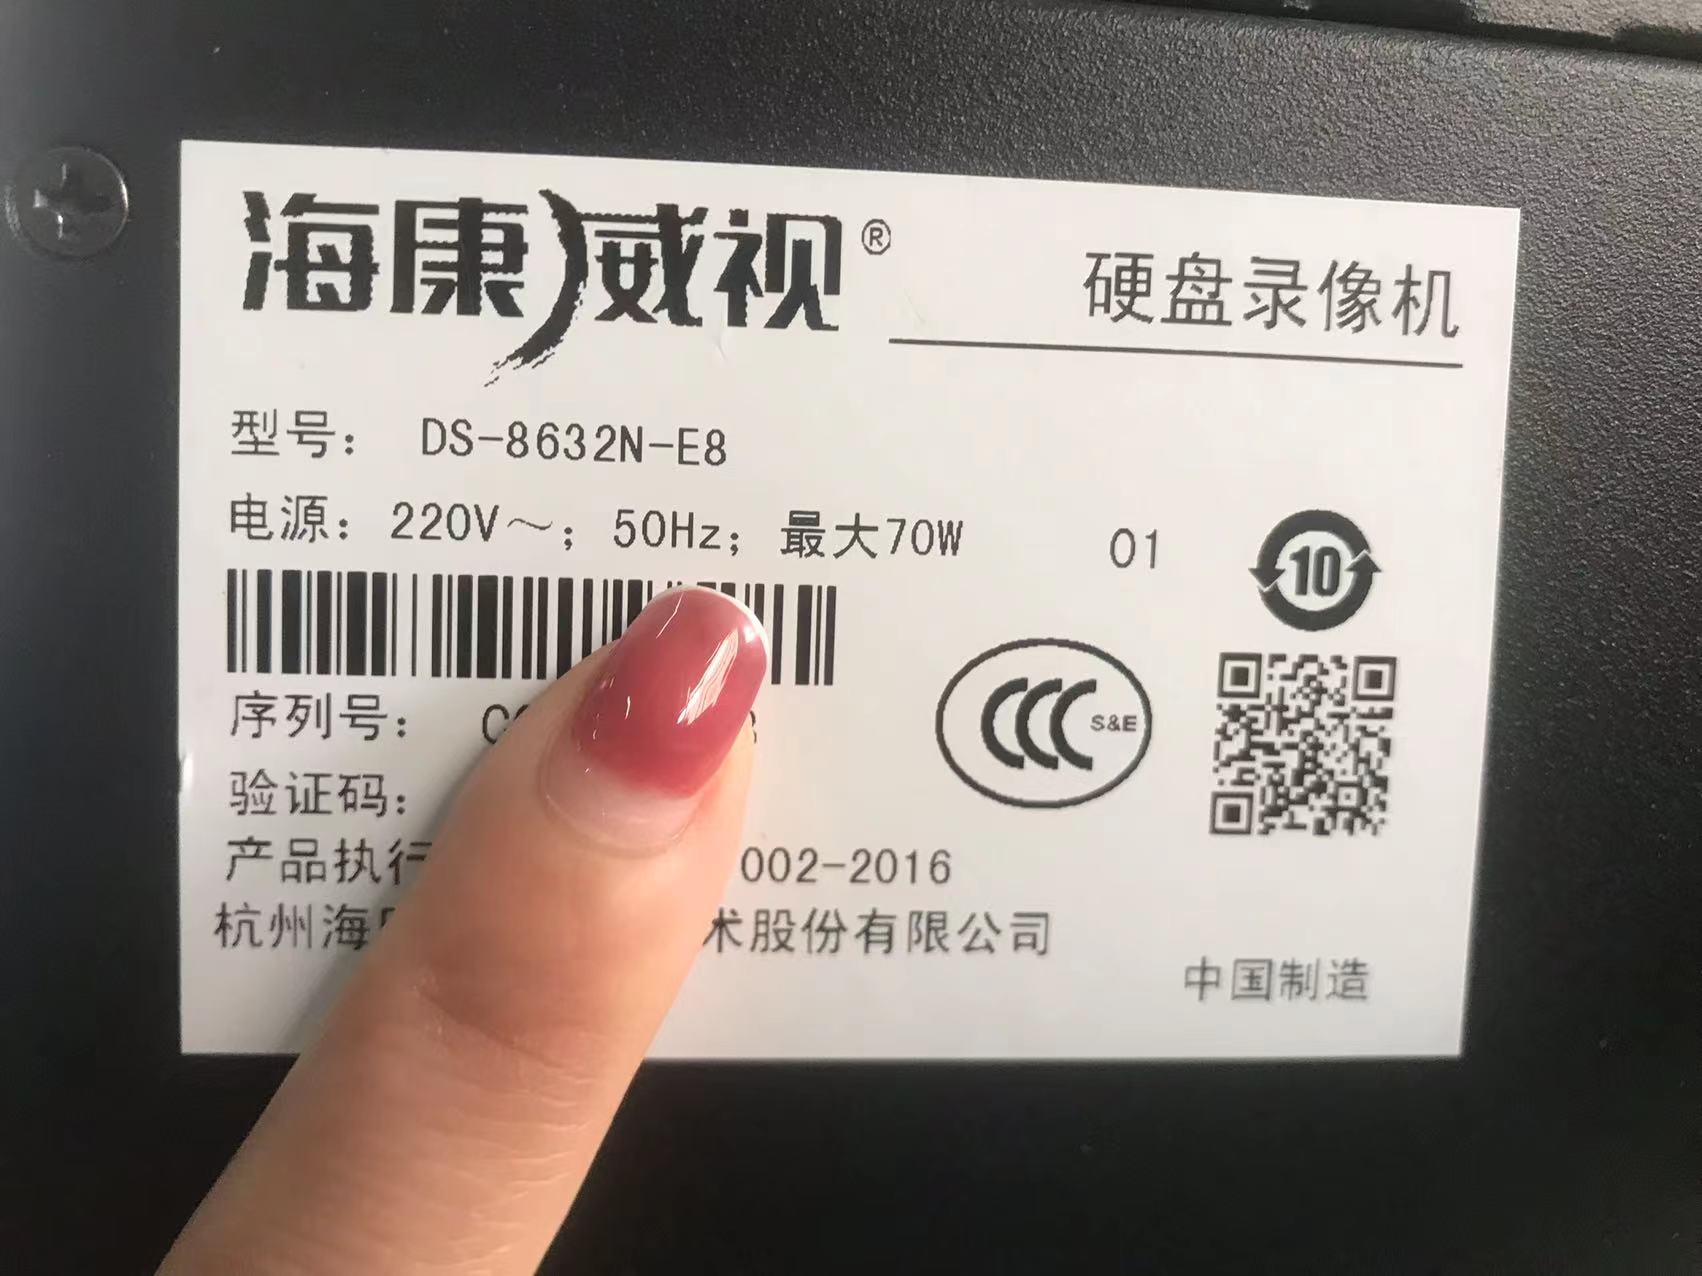 海康威视®
硬盘录像机
型号： DS-8632N-E8
电源：220V～；50Hz；最大70W 01
10
序列号： C
CCC S&E
验证码：
产品执行 002-2016
杭州海 术股份有限公司
中国制造